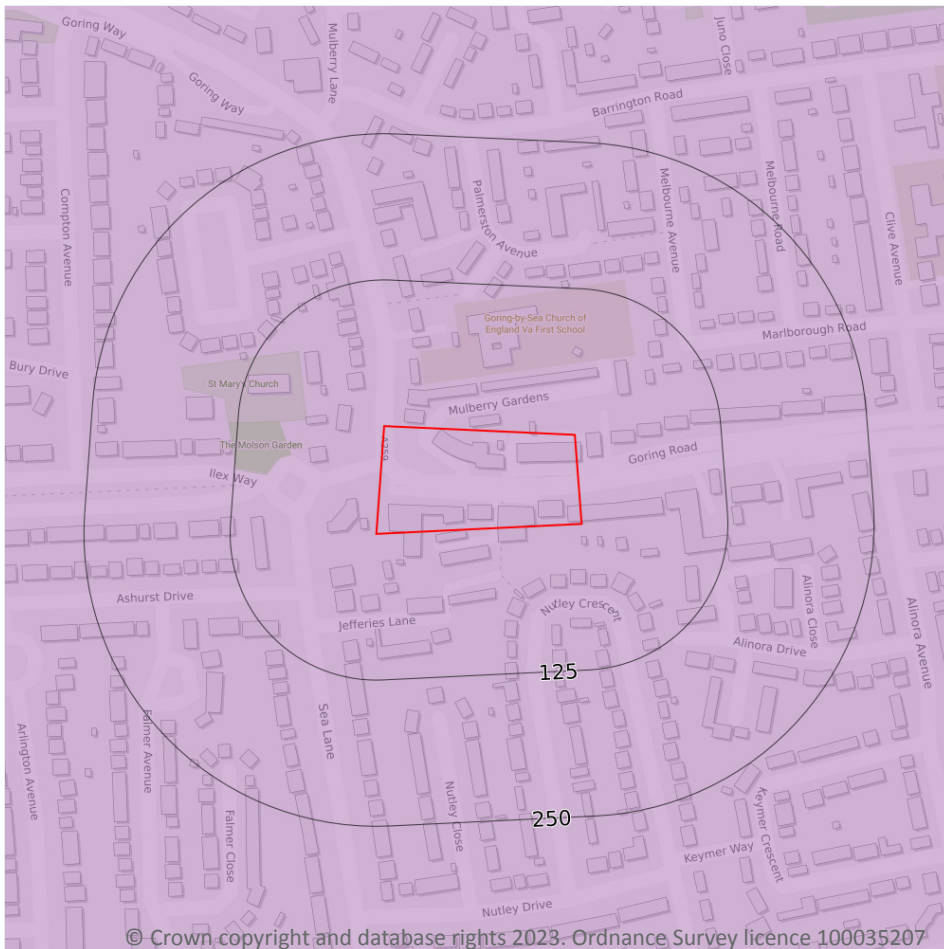 Goring Way
Mulberry Lane
Juno Close
Goring Way
Barrington Road
Compton Avenue
Palmerston Avenue
Melbourne Avenue
Melbourne Road
Clive Avenue
Goring-by-Sea Church of
England Va First School
Marlborough Road
Bury Drive
St Mary's Church
Mulberry Gardens
The Molson Garden
A259
Goring Road
Ilex Way
Ashurst Drive
Nutley Crescent
Jefferies Lane
Alinora Close
Alinora Avenue
Alinora Drive
125
Arlington Avenue
Falmer Avenue
Sea Lane
Falmer Close
Nutley Close
250
Keymer Crescent
Keymer Way
Nutley Drive
© Crown copyright and database rights 2023. Ordnance Survey licence 100035207